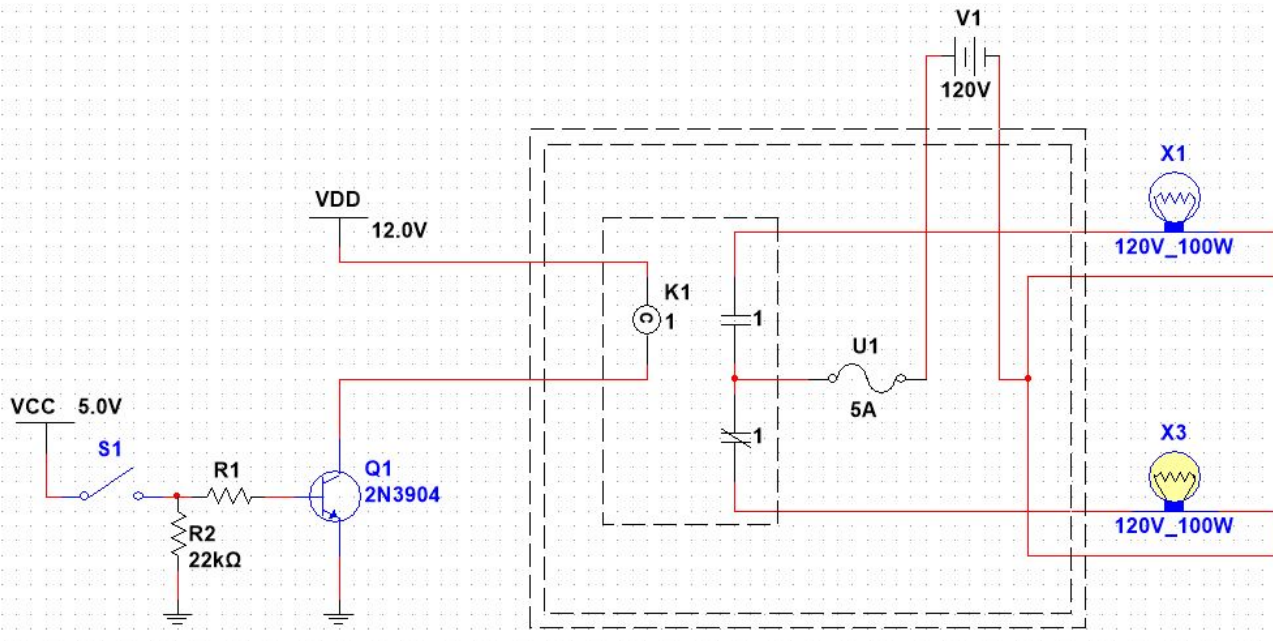 V1
120V
X1
120V_100W
VDD
12.0V
K1
1
C
1
U1
5A
1
VCC 5.0V
S1
R1
Q1
2N3904
R2
22kΩ
X3
120V_100W